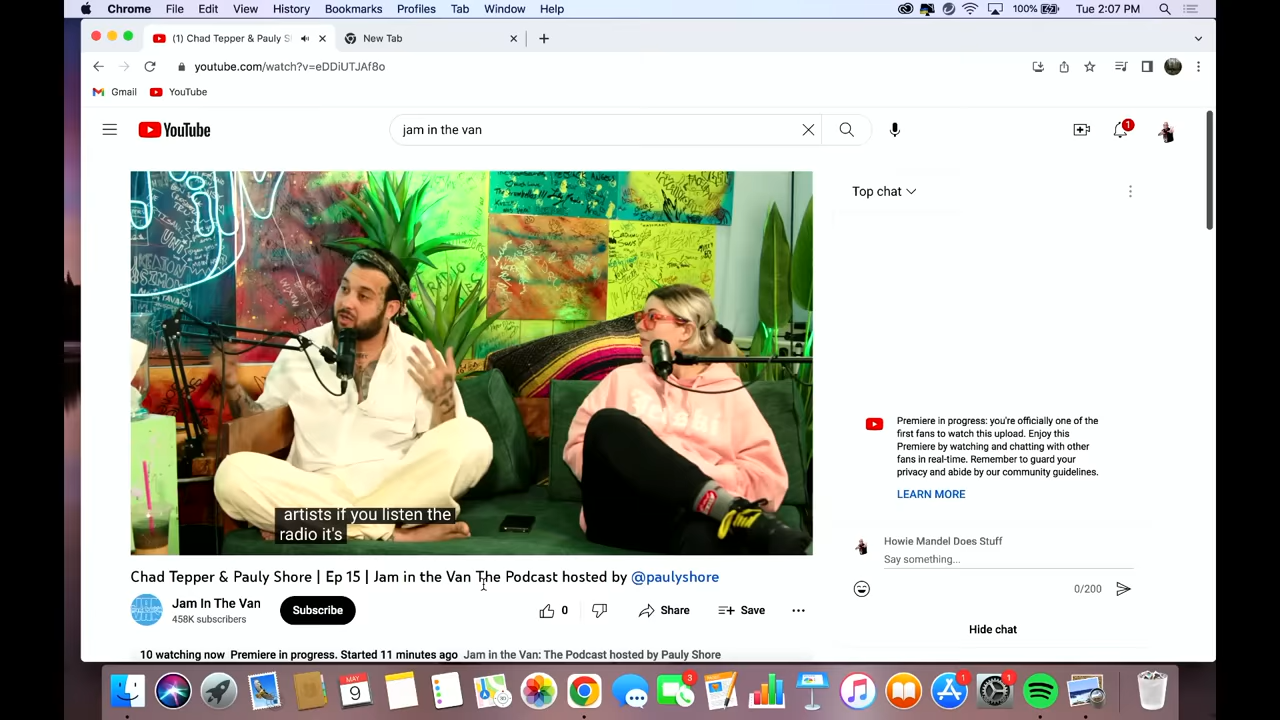 Chrome File Edit View History Bookmarks Profiles Tab Window Help
100% Tue 2:07 PM
(1) Chad Tepper & Pauly S
New Tab
youtube.com/watch?v=eDDiUTJAf8o
Gmail YouTube
YouTube
jam in the van
1
Top chat
artists if you listen the
radio it's
Premiere in progress: you're officially one of the
first fans to watch this upload. Enjoy this
Premiere by watching and chatting with other
fans in real-time. Remember to guard your
privacy and abide by our community guidelines.
LEARN MORE
Howie Mandel Does Stuff
Say something...
0/200
Hide chat
Chad Tepper & Pauly Shore | Ep 15 | Jam in the Van The Podcast hosted by @paulyshore
Jam In The Van
458K subscribers
Subscribe
0
Share
Save
10 watching now Premiere in progress. Started 11 minutes ago Jam in the Van: The Podcast hosted by Pauly Shore
MAY
9
3
1
1